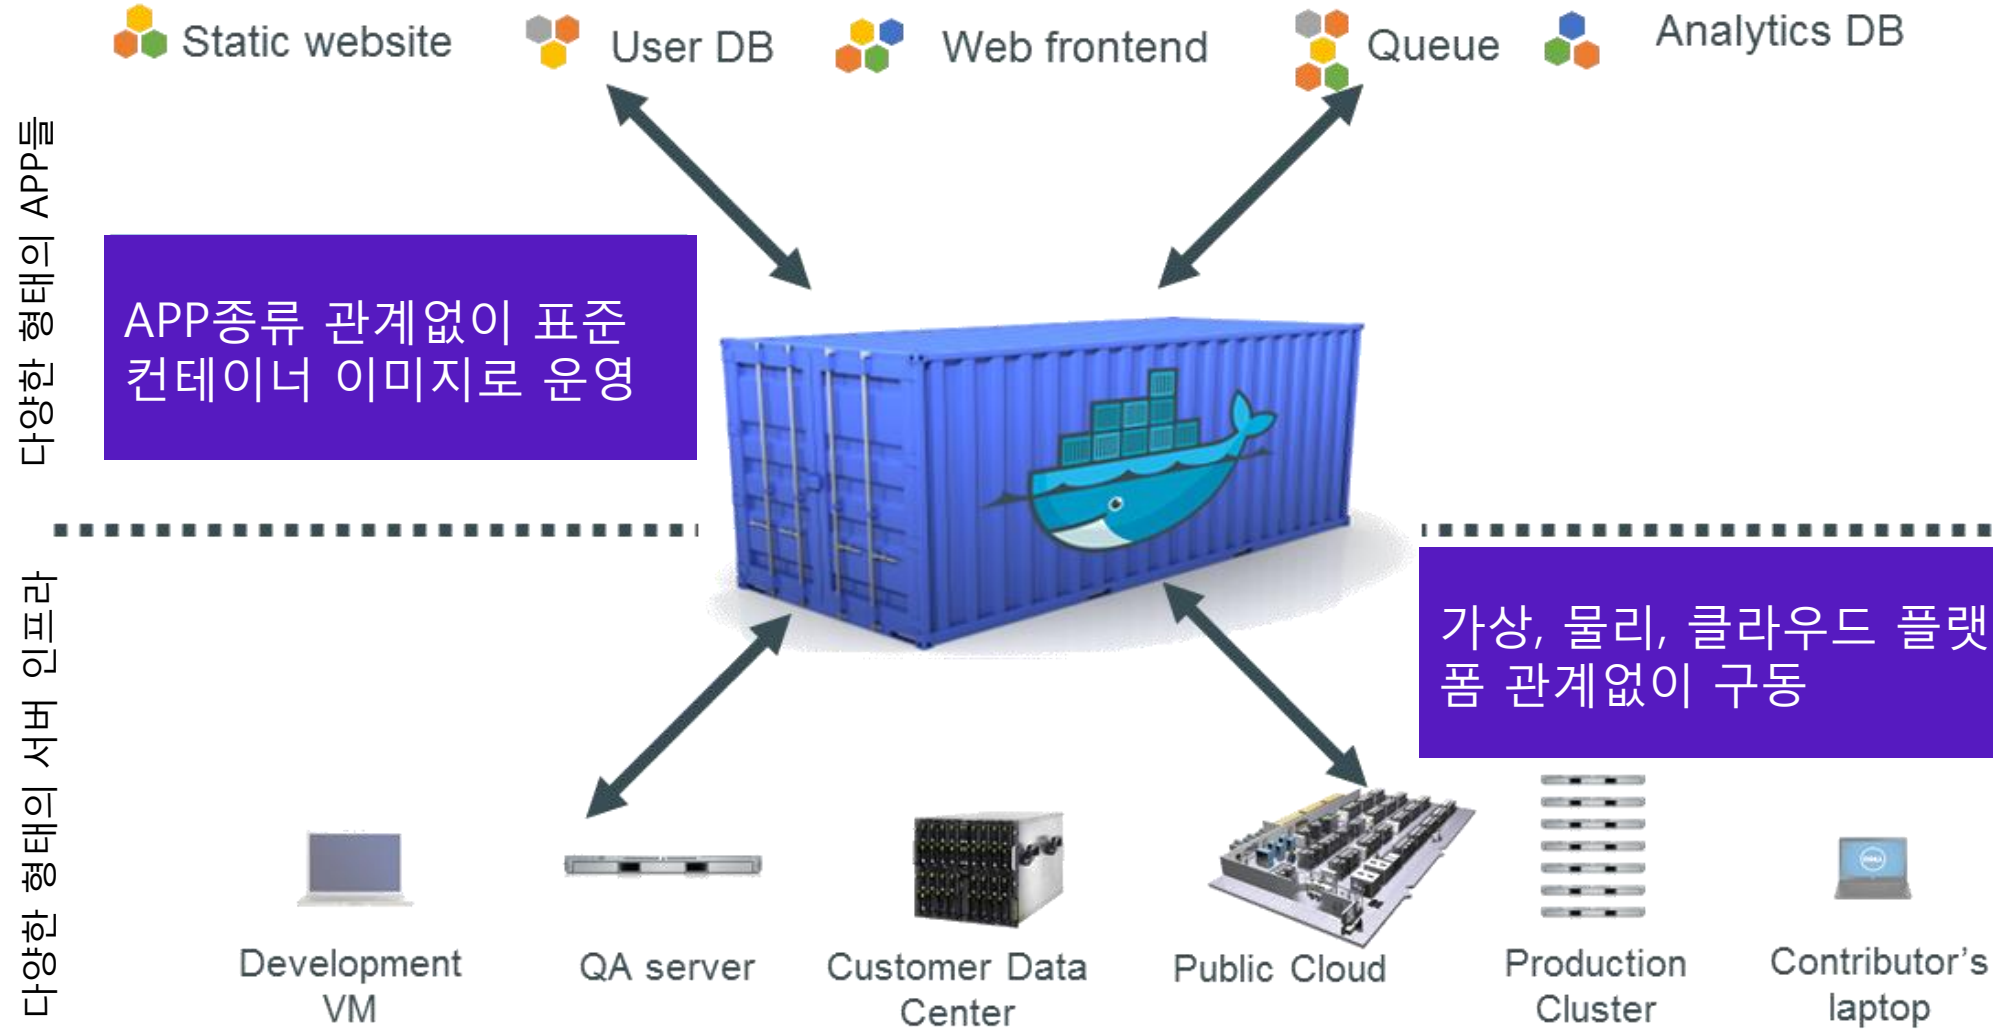 Static website
User DB
Web frontend
Queue
Analytics DB
다양한 형태의 APP들
APP종류 관계없이 표준
컨테이너 이미지로 운영
다양한 형태의 서버 인프라
가상, 물리, 클라우드 플랫
폼 관계없이 구동
Development
VM
QA server
Customer Data
Center
Public Cloud
Production
Cluster
Contributor's
laptop
DELL